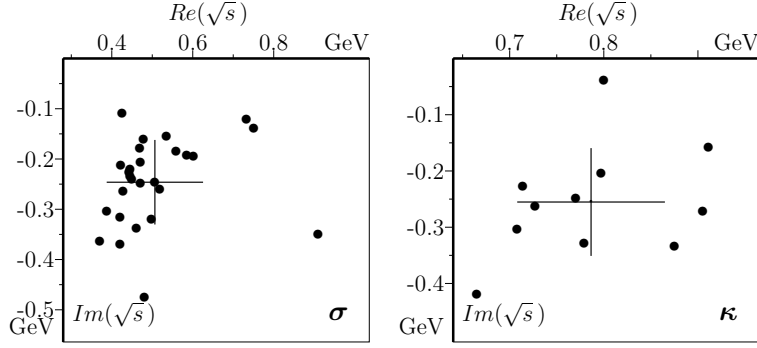 Re(√s)
0.4 0.6 0.8 GeV
-0.1
-0.2
-0.3
-0.4
-0.5
GeV Im(√s) σ
Re(√s)
0.7 0.8 GeV
-0.1
-0.2
-0.3
-0.4
GeV Im(√s) κ